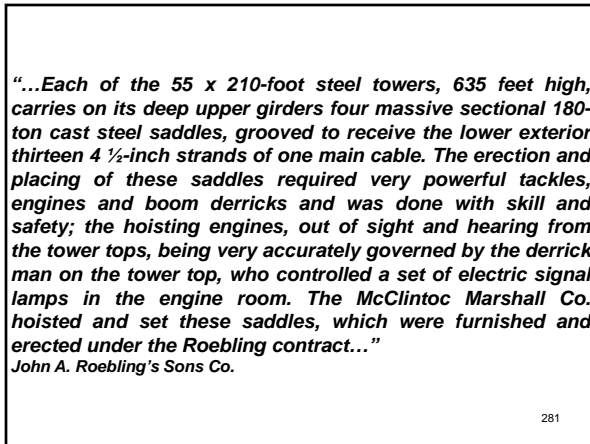 “…Each of the 55 x 210-foot steel towers, 635 feet high,
carries on its deep upper girders four massive sectional 180-
ton cast steel saddles, grooved to receive the lower exterior
thirteen 4 ½-inch strands of one main cable. The erection and
placing of these saddles required very powerful tackles,
engines and boom derricks and was done with skill and
safety; the hoisting engines, out of sight and hearing from
the tower tops, being very accurately governed by the derrick
man on the tower top, who controlled a set of electric signal
lamps in the engine room. The McClintoc Marshall Co.
hoisted and set these saddles, which were furnished and
erected under the Roebling contract…”
John A. Roebling’s Sons Co.
281